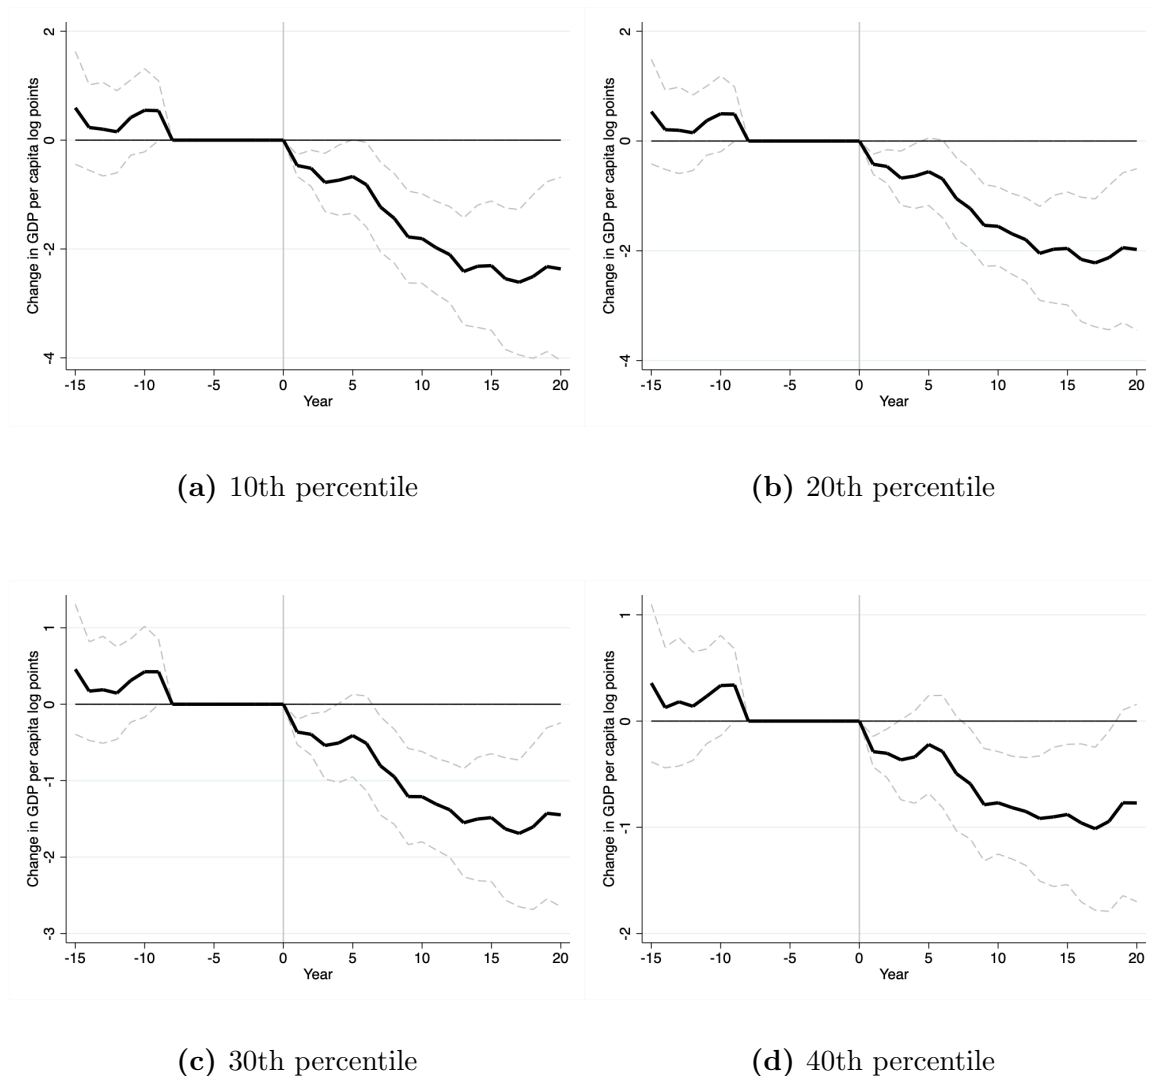 Change in GDP per capita log points
2
0
-2
-4
-15 -10 -5 0 5 10 15 20
Year
(a) 10th percentile
Change in GDP per capita log points
2
0
-2
-4
-15 -10 -5 0 5 10 15 20
Year
(b) 20th percentile
Change in GDP per capita log points
1
0
-1
-2
-3
-15 -10 -5 0 5 10 15 20
Year
(c) 30th percentile
Change in GDP per capita log points
1
0
-1
-2
-15 -10 -5 0 5 10 15 20
Year
(d) 40th percentile